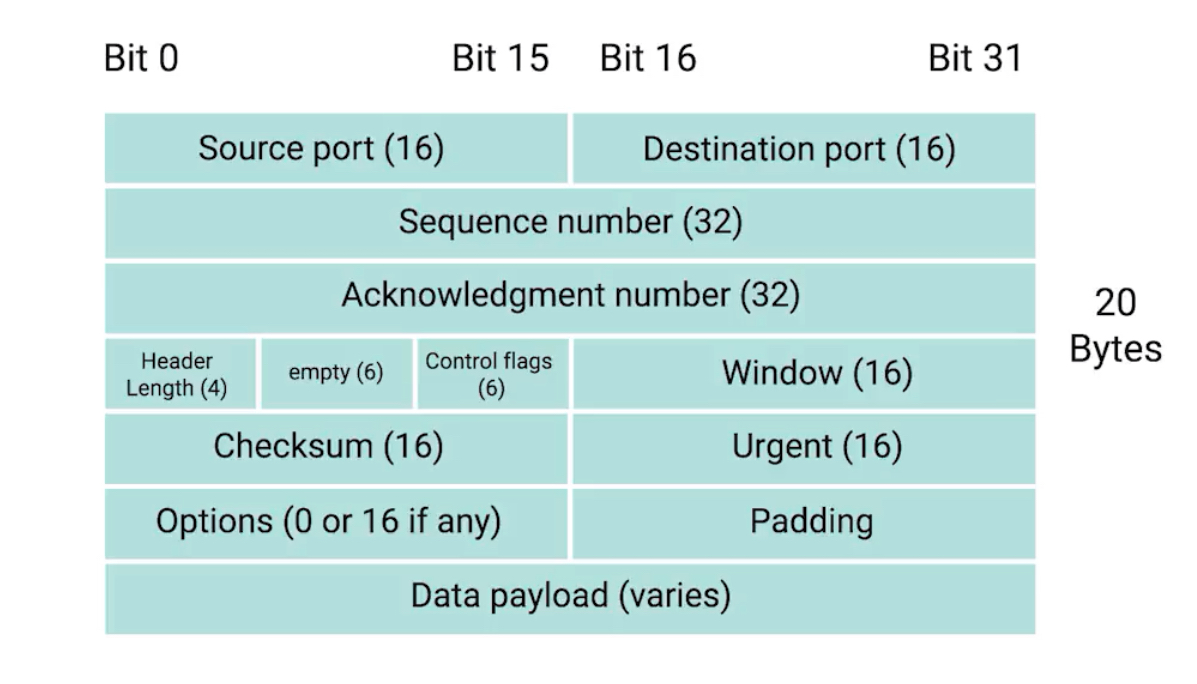 Bit 0 Bit 15 Bit 16 Bit 31
Source port (16) Destination port (16)
Sequence number (32)
Acknowledgment number (32)
20
Bytes
Header
Length (4)
empty (6)
Control flags
(6)
Window (16)
Checksum (16) Urgent (16)
Options (0 or 16 if any) Padding
Data payload (varies)